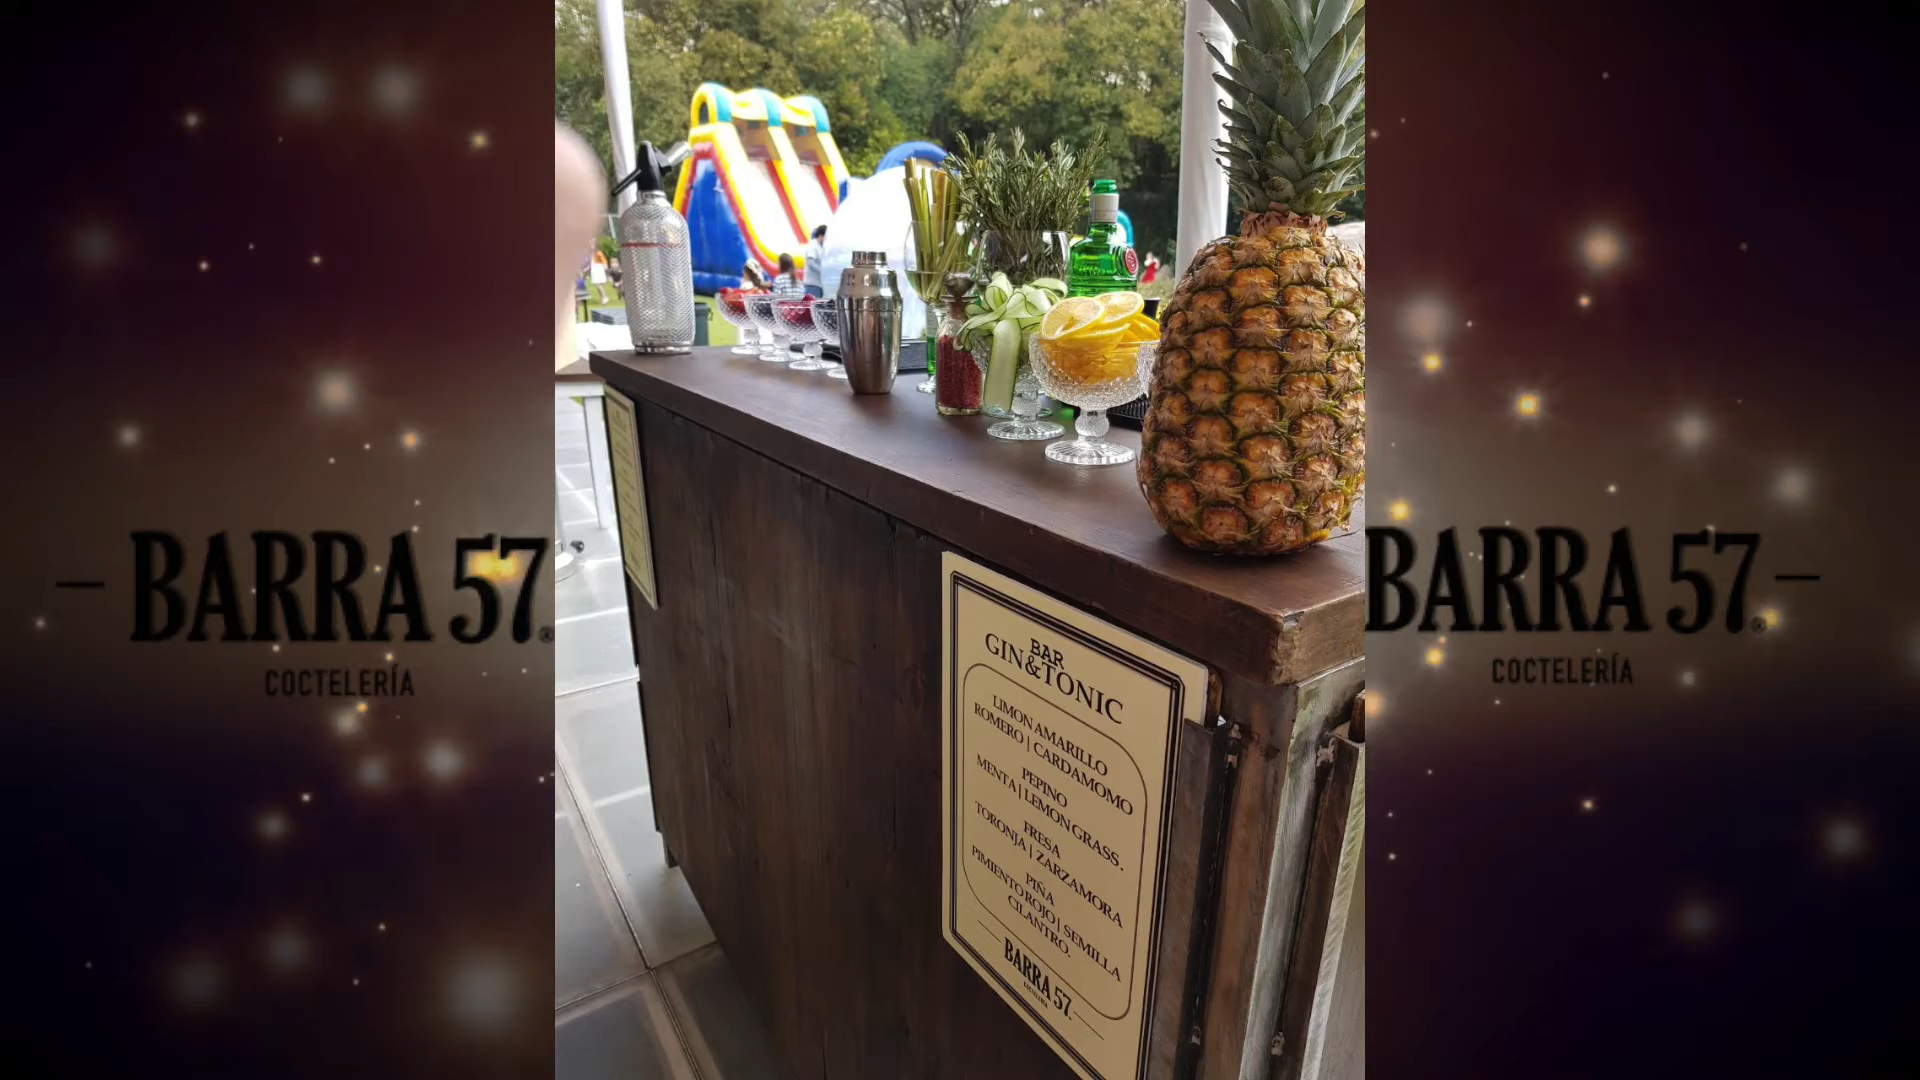 BARRA 57®
COCTELERÍA
BAR
GIN&TONIC
LIMON AMARILLO
ROMERO | CARDAMOMO
PEPINO
MENTA | LEMON GRASS.
FRESA
TORONJA | ZARZAMORA
PIÑA
PIMIENTO ROJO | SEMILLA
CILANTRO.
BARRA 57.
COCTELERÍA
BARRA 57®
COCTELERÍA